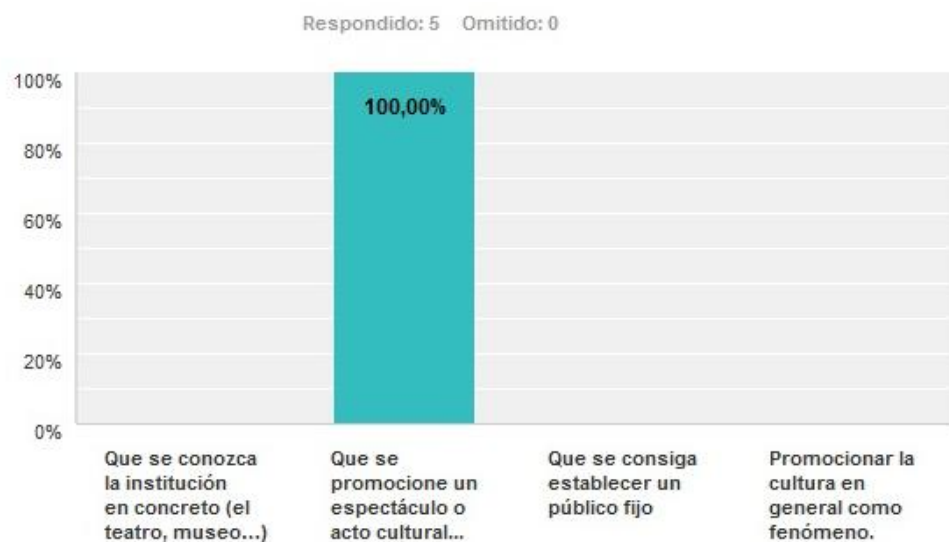 Respondido: 5 Omitido: 0
100%
100,00%
80%
60%
40%
20%
0%
Que se conozca
la institución
en concreto (el
teatro, museo...)
Que se
promocione un
espectáculo o
acto cultural...
Que se consiga
establecer un
público fijo
Promocionar la
cultura en
general como
fenómeno.